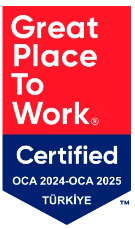 Great
Place
To
Work®
Certified
OCA 2024-OCA 2025
TÜRKİYE
™